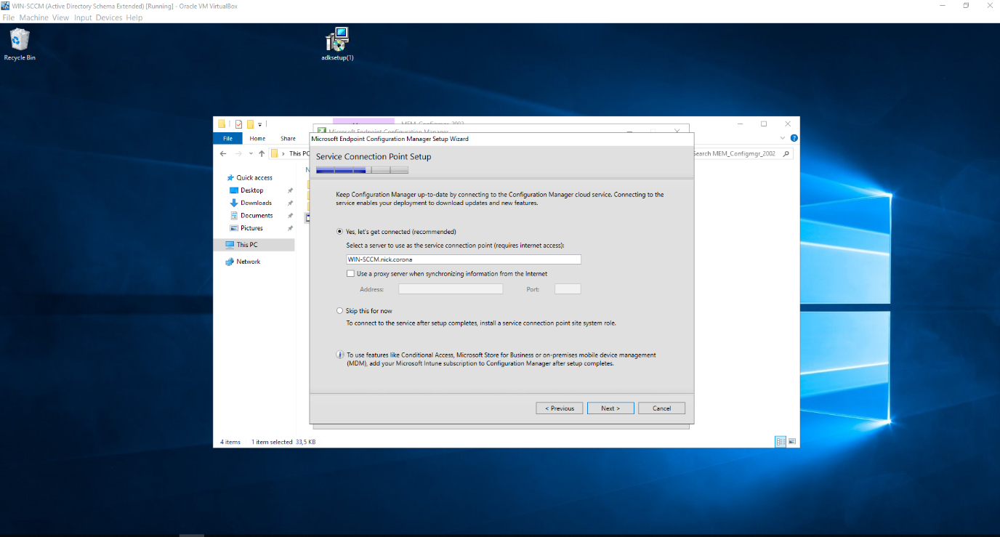 WIN-SCCM (Active Directory Schema Extended) [Running] - Oracle VM VirtualBox
File Machine View Input Devices Help
Recycle Bin
adksetup(1)
File Home Share
This PC
Search MEM_Configmgr_2002
Quick access
Desktop
Downloads
Documents
Pictures
This PC
Network
4 items 1 item selected 33,5 KB
Microsoft Endpoint Configuration Manager Setup Wizard
Service Connection Point Setup
Keep Configuration Manager up-to-date by connecting to the Configuration Manager cloud service. Connecting to the
service enables your deployment to download updates and new features.
Yes, let's get connected (recommended)
Select a server to use as the service connection point (requires internet access):
WIN-SCCM.nick.corona
Use a proxy server when synchronizing information from the Internet
Address: Port:
Skip this for now
To connect to the service after setup completes, install a service connection point site system role.
To use features like Conditional Access, Microsoft Store for Business or on-premises mobile device management
(MDM), add your Microsoft Intune subscription to Configuration Manager after setup completes.
< Previous Next > Cancel